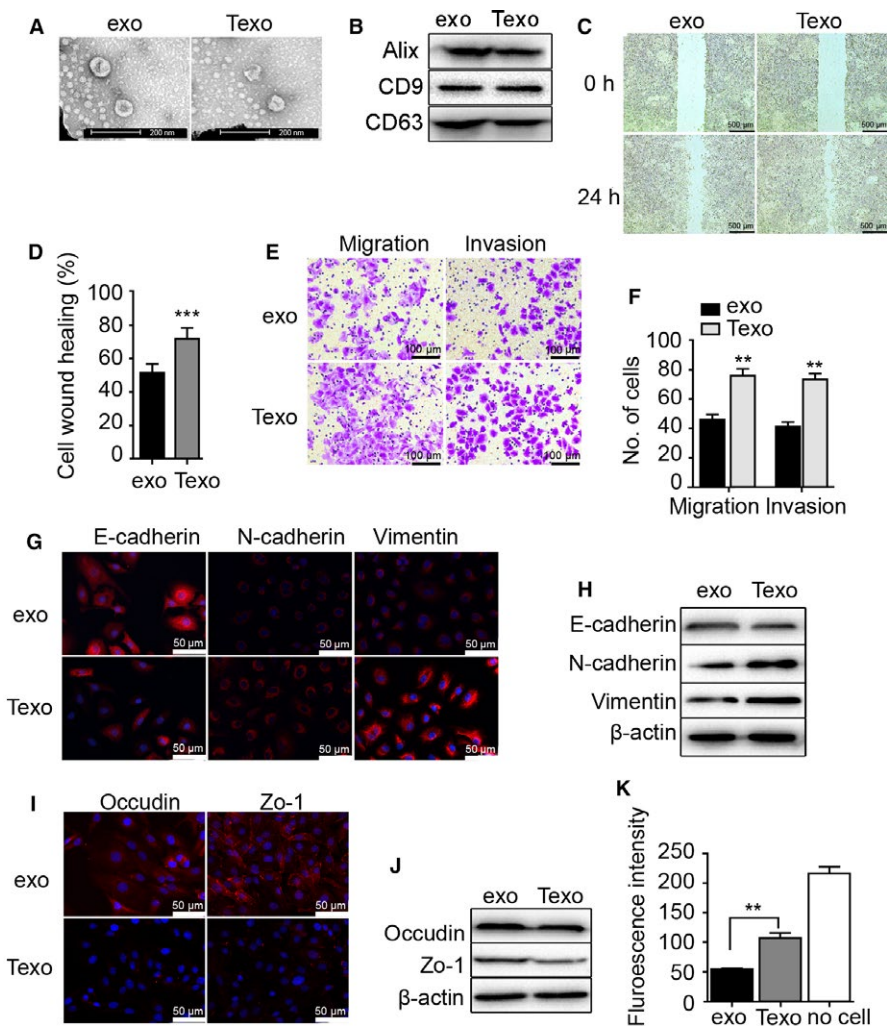 A
exo
Texo
200 nm
200 nm
B
exo
Texo
Alix
CD9
CD63
C
exo
Texo
0 h
500 µm
500 µm
24 h
500 µm
500 µm
D
Cell wound healing (%)
100
80
60
40
20
0
***
exo
Texo
E
Migration
Invasion
exo
100 µm
100 µm
Texo
100 µm
100 µm
F
exo
Texo
No. of cells
100
80
60
40
20
0
**
**
Migration
Invasion
G
E-cadherin
N-cadherin
Vimentin
exo
50 µm
50 µm
50 µm
Texo
50 µm
50 µm
50 µm
H
exo
Texo
E-cadherin
N-cadherin
Vimentin
β-actin
I
Occudin
Zo-1
exo
50 µm
50 µm
Texo
50 µm
50 µm
J
exo
Texo
Occudin
Zo-1
β-actin
K
Fluroescence intensity
250
200
150
100
50
0
**
exo
Texo
no cell